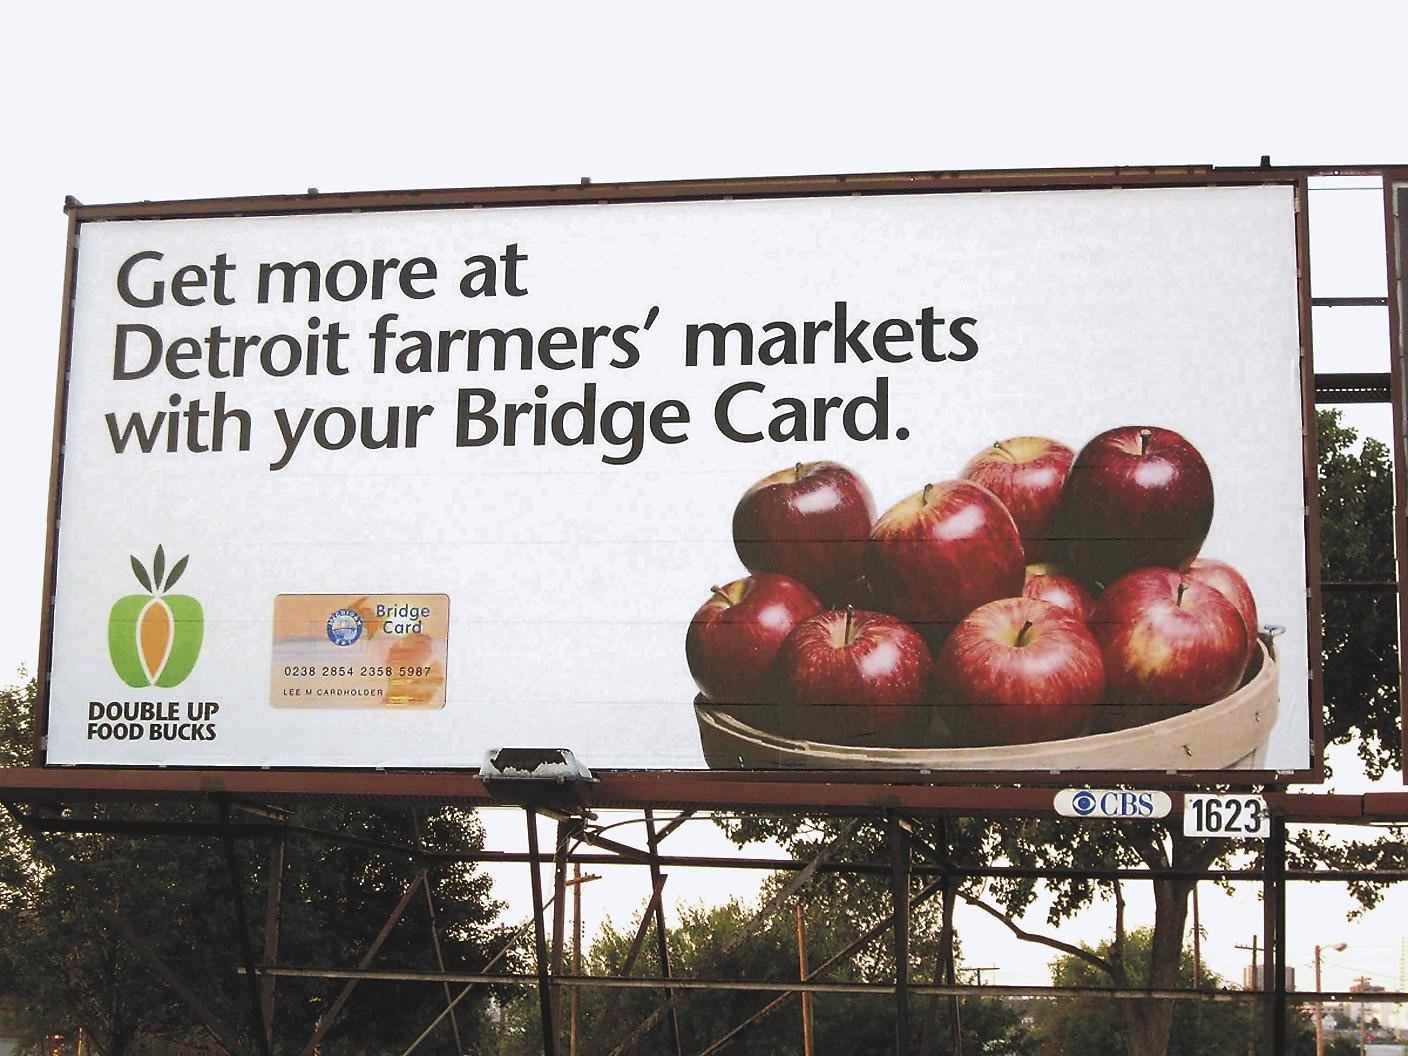 Get more at
Detroit farmers' markets
with your Bridge Card.
DOUBLE UP
FOOD BUCKS
Bridge
Card
0238 2854 2358 5987
LEE M CARDHOLDER
CBS
1623